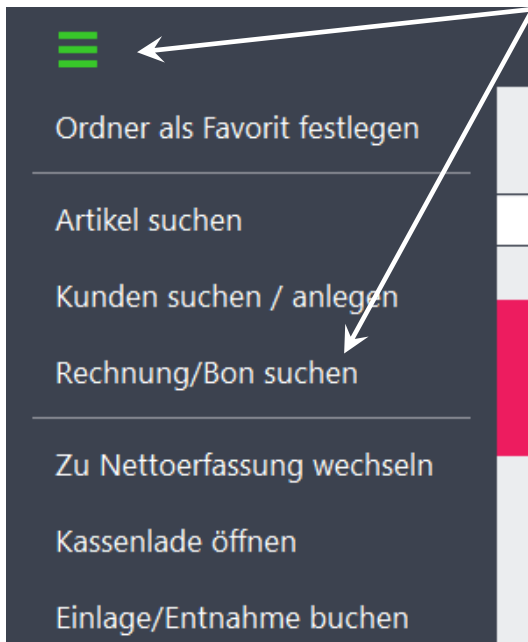 Ordner als Favorit festlegen
Artikel suchen
Kunden suchen / anlegen
Rechnung/Bon suchen
Zu Nettoerfassung wechseln
Kassenlade öffnen
Einlage/Entnahme buchen